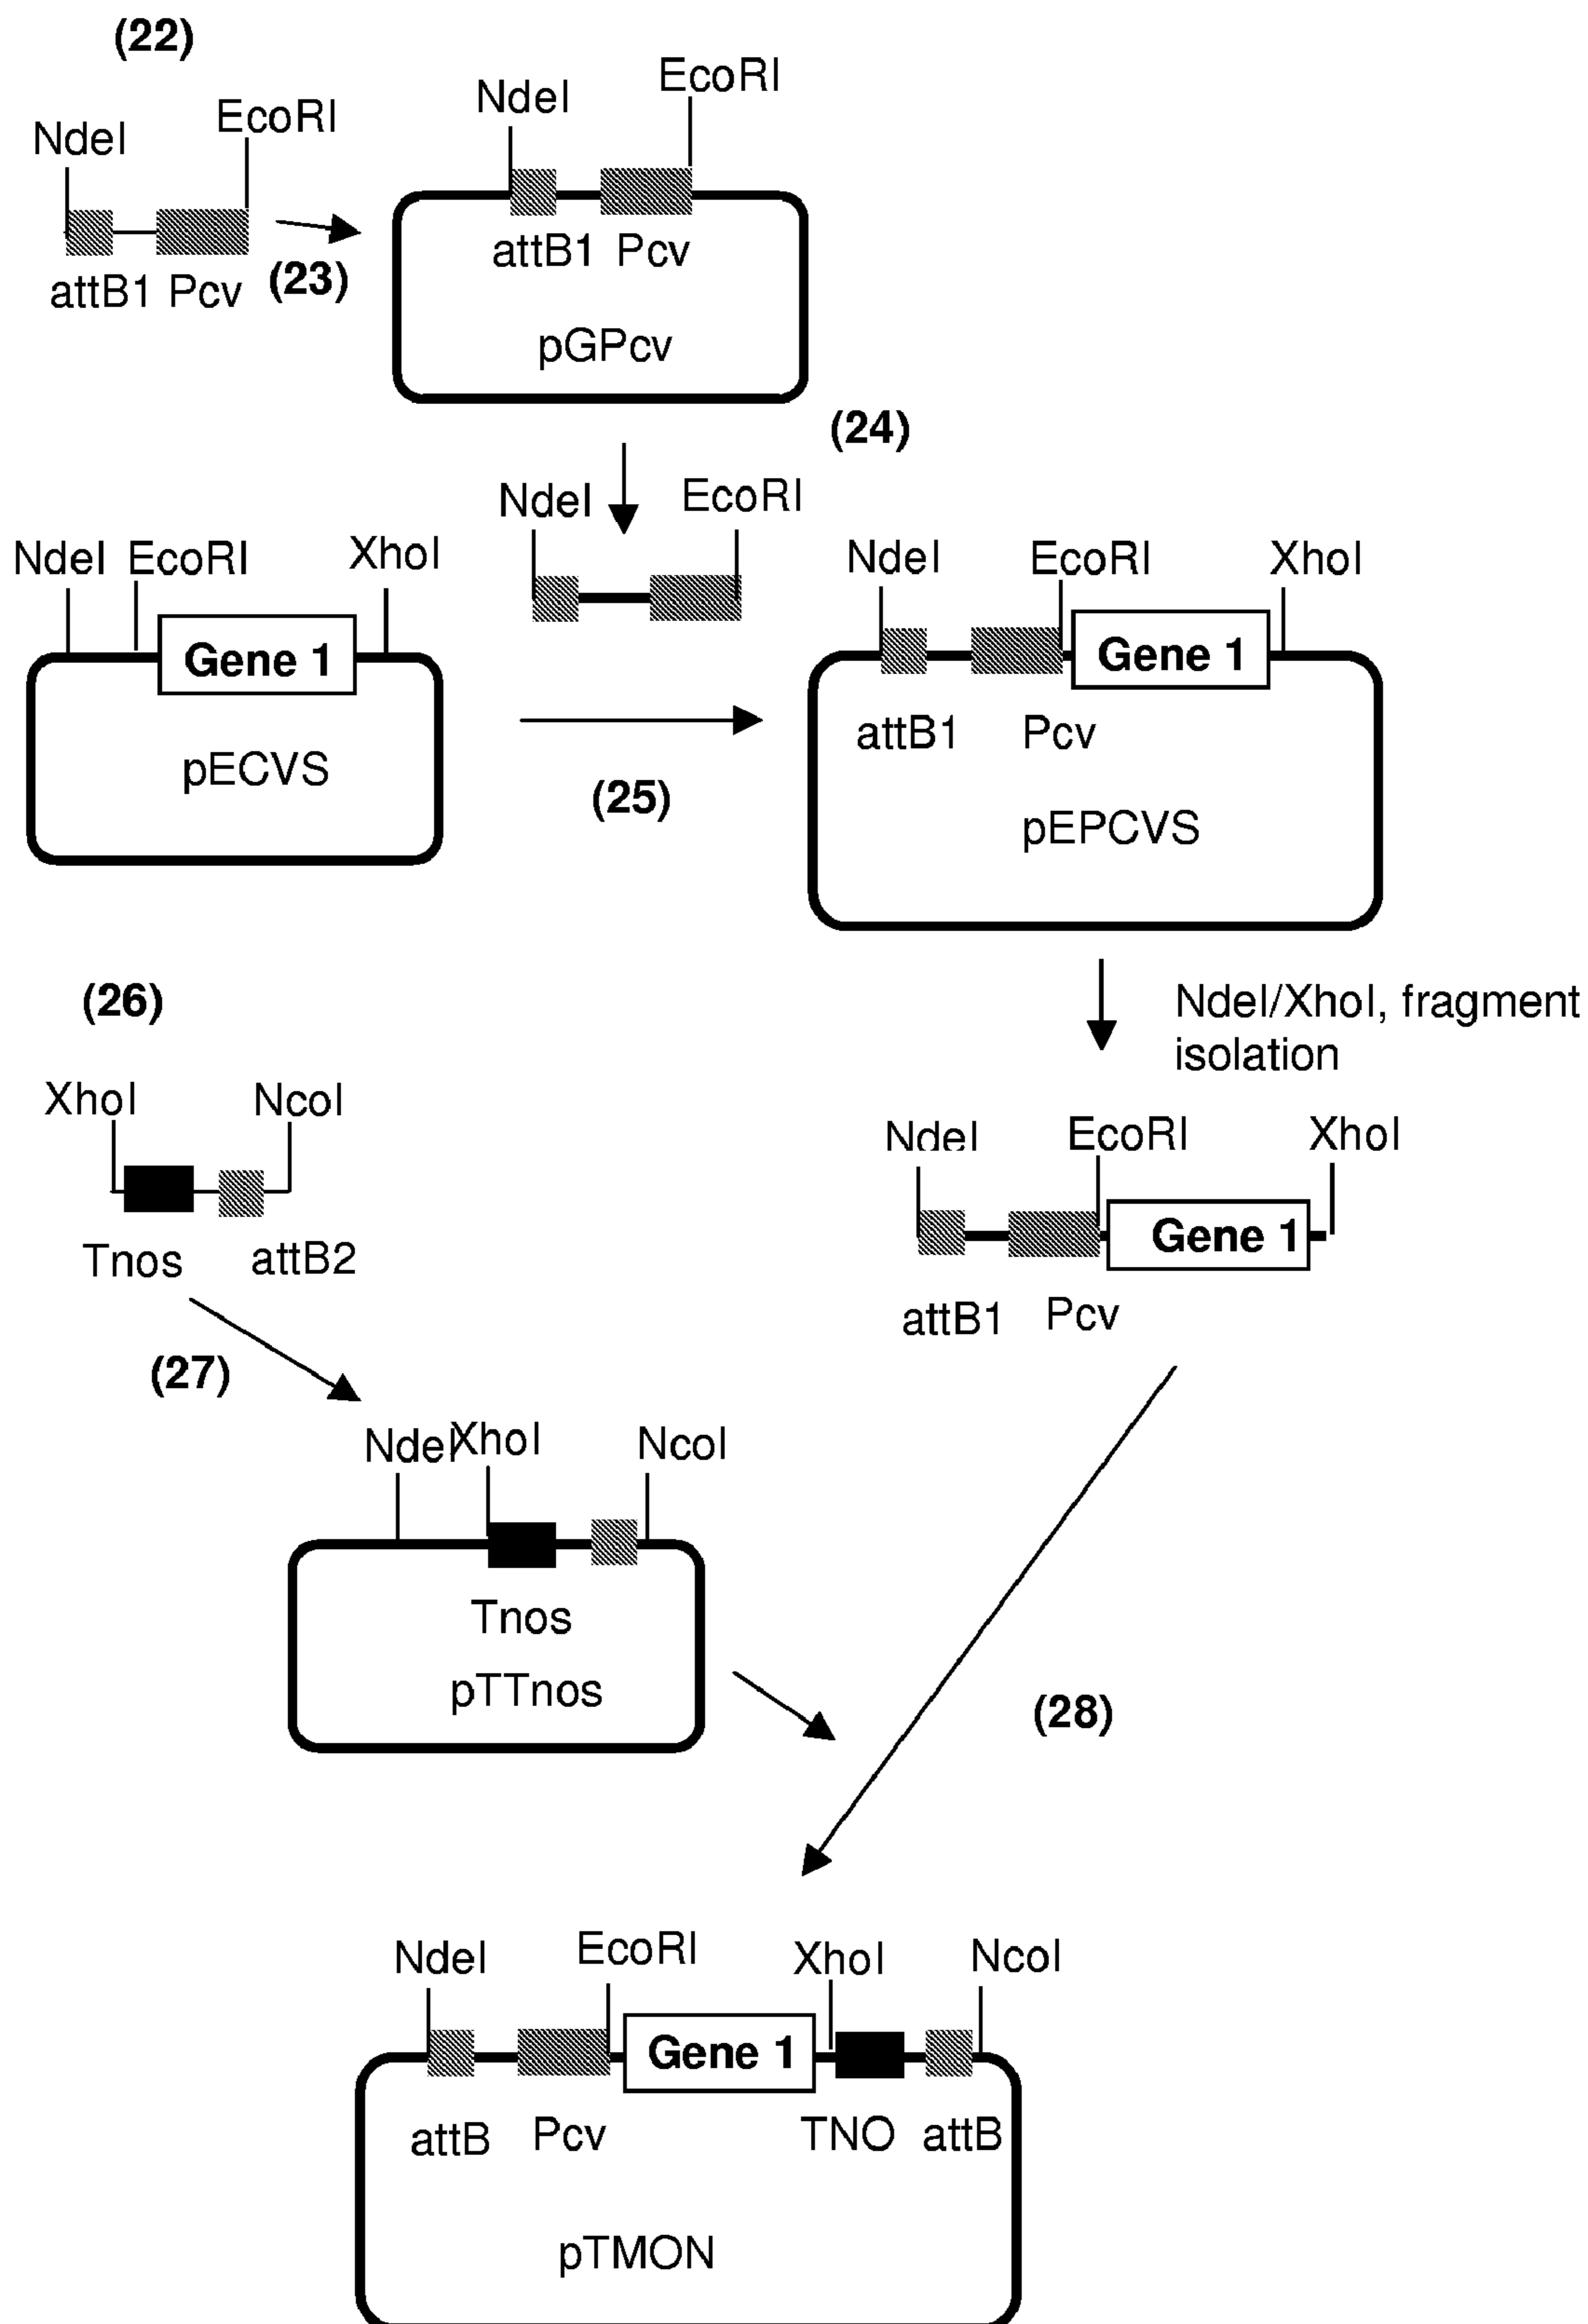 (22)
NdeI EcoRI
attB1 Pcv
(23)
NdeI EcoRI
attB1 Pcv
pGPcv
(24)
NdeI EcoRI
NdeI EcoRI XhoI
Gene 1
pECVS
(25)
NdeI EcoRI XhoI
Gene 1
attB1 Pcv
pEPCVS
NdeI/XhoI, fragment
isolation
(26)
XhoI NcoI
Tnos attB2
(27)
NdeI EcoRI XhoI
Gene 1
attB1 Pcv
NdeI XhoI NcoI
Tnos
pTTnos
(28)
NdeI EcoRI XhoI NcoI
Gene 1
attB Pcv TNO attB
pTMON